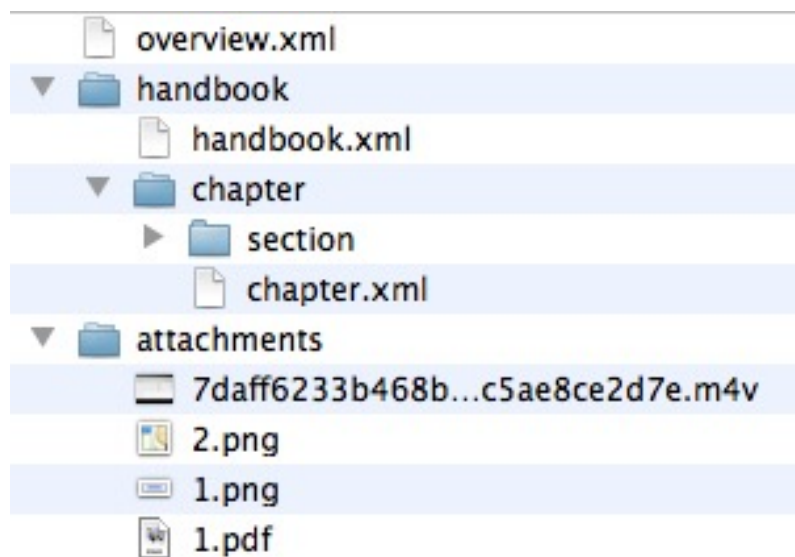 overview.xml
handbook
handbook.xml
chapter
section
chapter.xml
attachments
7daff6233b468b...c5ae8ce2d7e.m4v
2.png
1.png
1.pdf